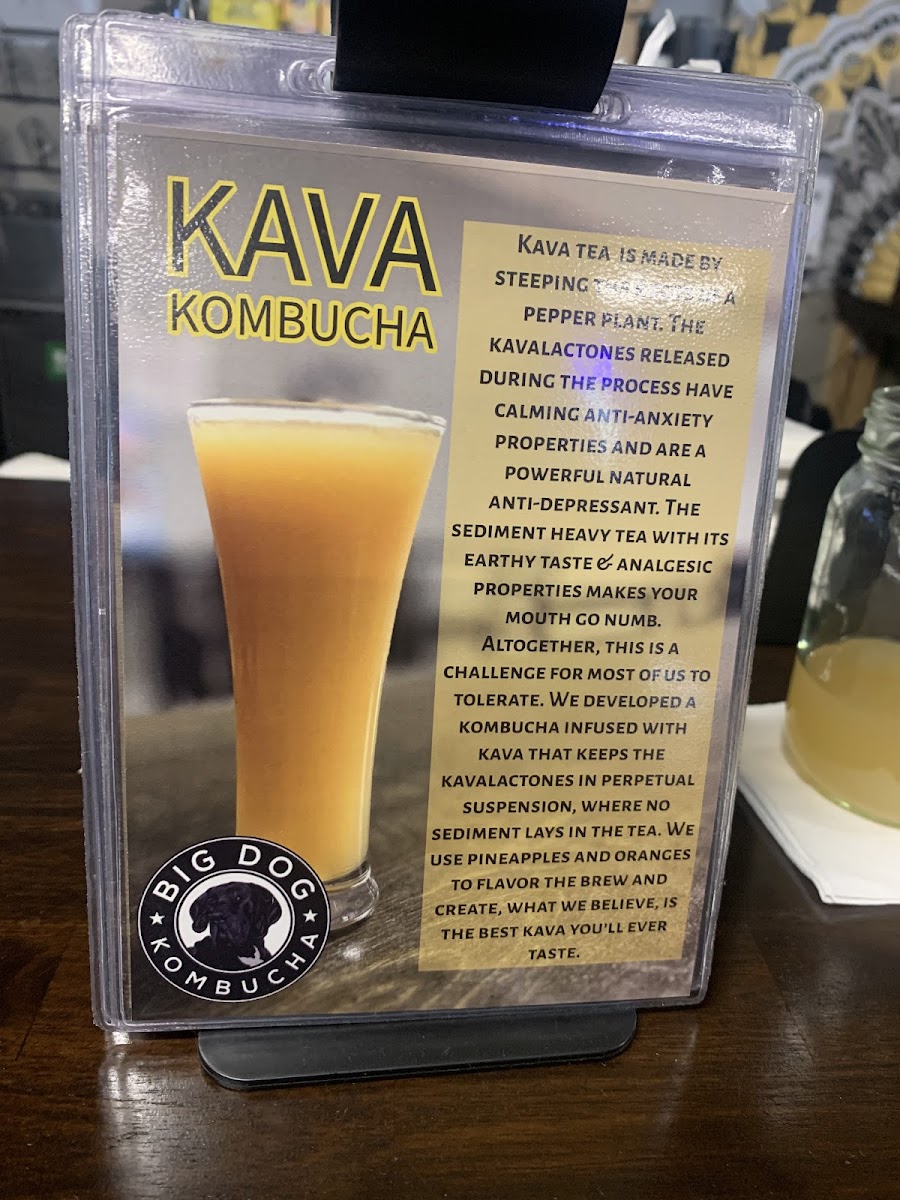 KAVA
KOMBUCHA
KAVA TEA IS MADE BY
STEEPING THE ROOTS OF A
PEPPER PLANT. THE
KAVALACTONES RELEASED
DURING THE PROCESS HAVE
CALMING ANTI-ANXIETY
PROPERTIES AND ARE A
POWERFUL NATURAL
ANTI-DEPRESSANT. THE
SEDIMENT HEAVY TEA WITH ITS
EARTHY TASTE & ANALGESIC
PROPERTIES MAKES YOUR
MOUTH GO NUMB.
ALTOGETHER, THIS IS A
CHALLENGE FOR MOST OF US TO
TOLERATE. WE DEVELOPED A
KOMBUCHA INFUSED WITH
KAVA THAT KEEPS THE
KAVALACTONES IN PERPETUAL
SUSPENSION, WHERE NO
SEDIMENT LAYS IN THE TEA. WE
USE PINEAPPLES AND ORANGES
TO FLAVOR THE BREW AND
CREATE, WHAT WE BELIEVE, IS
THE BEST KAVA YOU'LL EVER
TASTE.
BIG DOG
KOMBUCHA